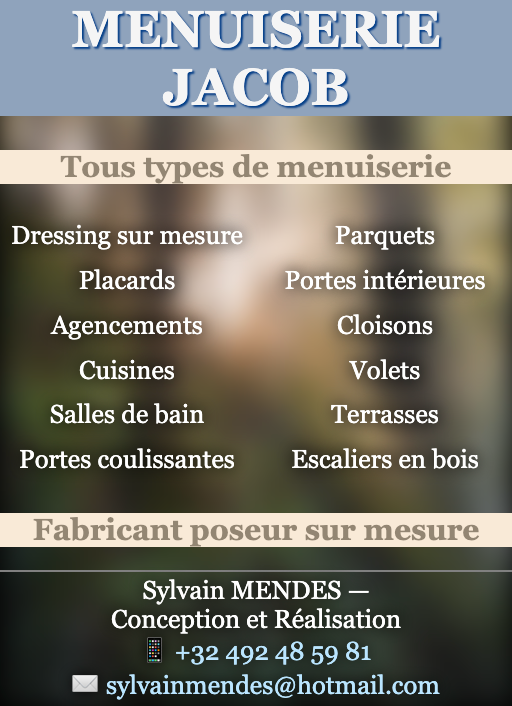 MENUISERIE
JACOB
Tous types de menuiserie
Dressing sur mesure
Placards
Agencements
Cuisines
Salles de bain
Portes coulissantes
Parquets
Portes intérieures
Cloisons
Volets
Terrasses
Escaliers en bois
Fabricant poseur sur mesure
Sylvain MENDES —
Conception et Réalisation
+32 492 48 59 81
sylvainmendes@hotmail.com